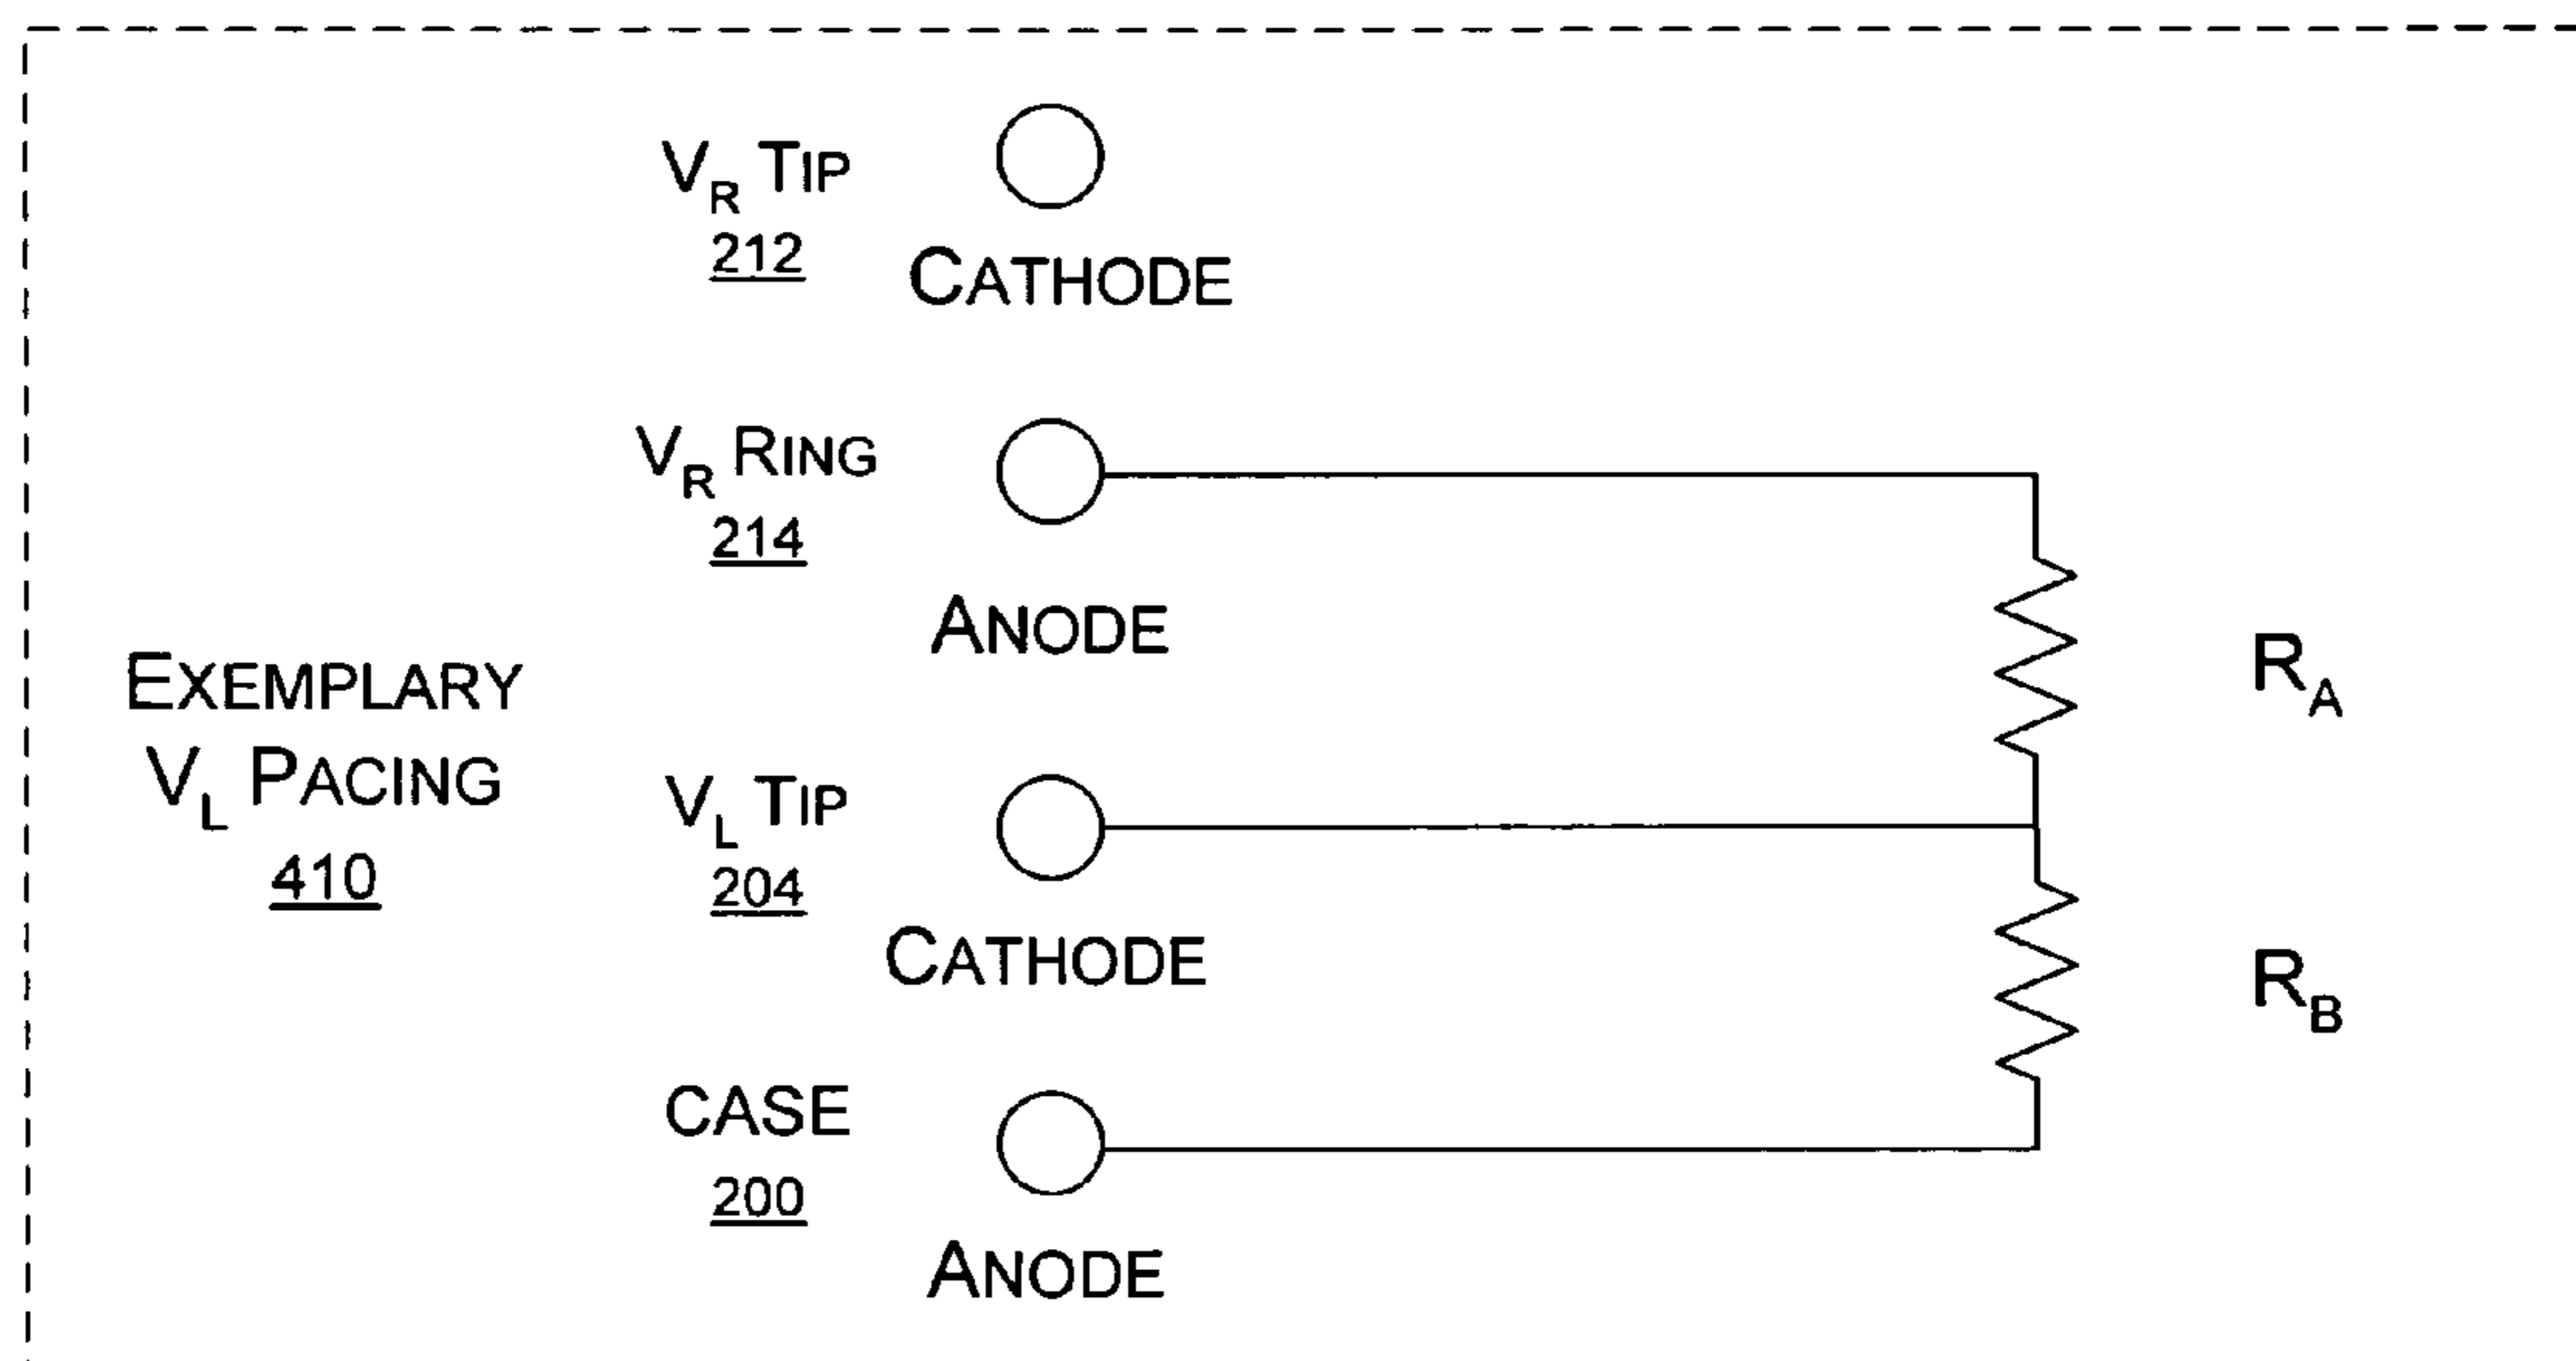 VR TIP
212
CATHODE
VR RING
214
ANODE
RA
EXEMPLARY
VL PACING
410
VL TIP
204
CATHODE
RB
CASE
200
ANODE